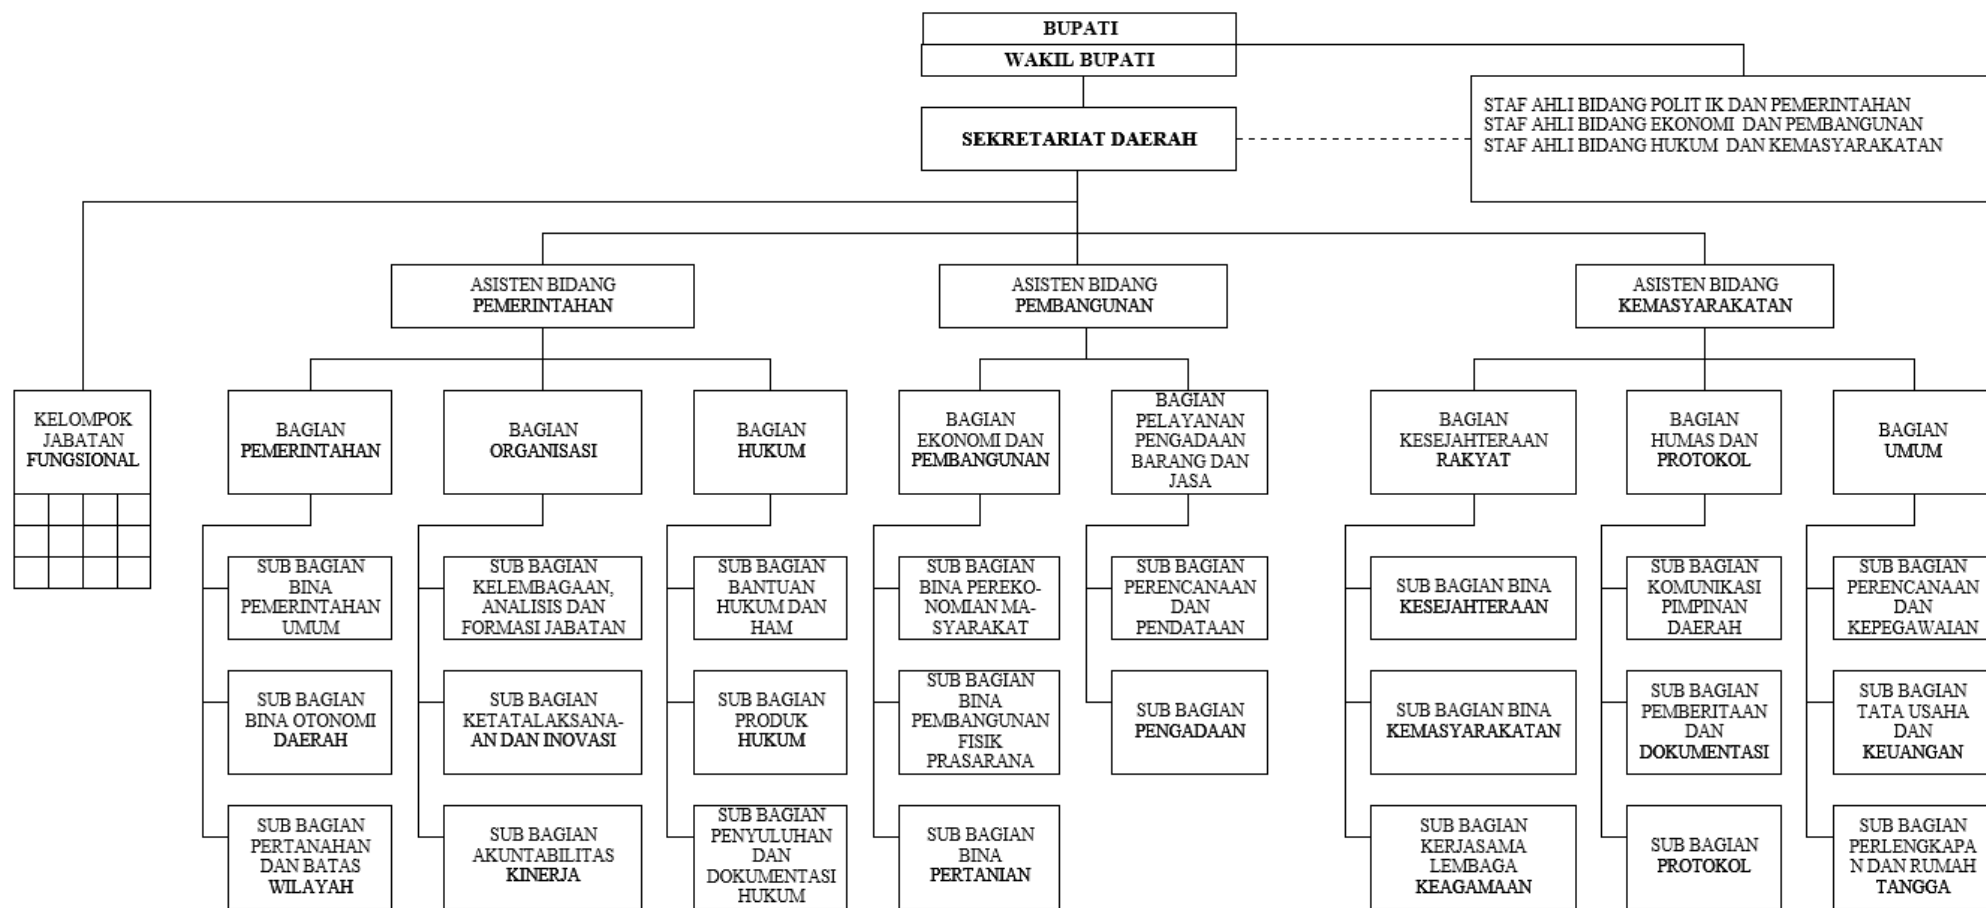 BUPATI
WAKIL BUPATI
STAF AHLI BIDANG POLIT IK DAN PEMERINTAHAN
STAF AHLI BIDANG EKONOMI DAN PEMBANGUNAN
STAF AHLI BIDANG HUKUM DAN KEMASYARAKATAN
SEKRETARIAT DAERAH
ASISTEN BIDANG
PEMERINTAHAN
ASISTEN BIDANG
PEMBANGUNAN
ASISTEN BIDANG
KEMASYARAKATAN
KELOMPOK
JABATAN
FUNGSIONAL
BAGIAN
PEMERINTAHAN
BAGIAN
ORGANISASI
BAGIAN
HUKUM
BAGIAN
EKONOMI DAN
PEMBANGUNAN
BAGIAN
PELAYANAN
PENGADAAN
BARANG DAN
JASA
BAGIAN
KESEJAHTERAAN
RAKYAT
BAGIAN
HUMAS DAN
PROTOKOL
BAGIAN
UMUM
SUB BAGIAN
BINA
PEMERINTAHAN
UMUM
SUB BAGIAN
KELEMBAGAAN,
ANALISIS DAN
FORMASI JABATAN
SUB BAGIAN
BANTUAN
HUKUM DAN
HAM
SUB BAGIAN
BINA PEREKO-
NOMIAN MA-
SYARAKAT
SUB BAGIAN
PERENCANAAN
DAN
PENDATAAN
SUB BAGIAN BINA
KESEJAHTERAAN
SUB BAGIAN
KOMUNIKASI
PIMPINAN
DAERAH
SUB BAGIAN
PERENCANAAN
DAN
KEPEGAWAIAN
SUB BAGIAN
BINA OTONOMI
DAERAH
SUB BAGIAN
KETATALAKSANA-
AN DAN INOVASI
SUB BAGIAN
PRODUK
HUKUM
SUB BAGIAN
BINA
PEMBANGUNAN
FISIK
PRASARANA
SUB BAGIAN
PENGADAAN
SUB BAGIAN BINA
KEMASYARAKATAN
SUB BAGIAN
PEMBERITAAN
DAN
DOKUMENTASI
SUB BAGIAN
TATA USAHA
DAN
KEUANGAN
SUB BAGIAN
PERTANAHAN
DAN BATAS
WILAYAH
SUB BAGIAN
AKUNTABILITAS
KINERJA
SUB BAGIAN
PENYULUHAN
DAN
DOKUMENTASI
HUKUM
SUB BAGIAN
BINA
PERTANIAN
SUB BAGIAN
KERJASAMA
LEMBAGA
KEAGAMAAN
SUB BAGIAN
PROTOKOL
SUB BAGIAN
PERLENGKAPA
N DAN RUMAH
TANGGA